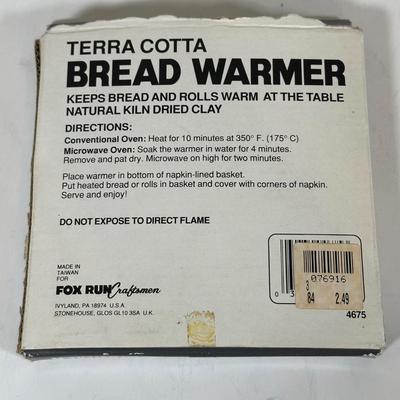 TERRA COTTA
BREAD WARMER
KEEPS BREAD AND ROLLS WARM AT THE TABLE
NATURAL KILN DRIED CLAY
DIRECTIONS:
Conventional Oven: Heat for 10 minutes at 350° F. (175° C)
Microwave Oven: Soak the warmer in water for 4 minutes.
Remove and pat dry. Microwave on high for two minutes.
Place warmer in bottom of napkin-lined basket.
Put heated bread or rolls in basket and cover with corners of napkin.
Serve and enjoy!
DO NOT EXPOSE TO DIRECT FLAME
MADE IN
TAIWAN
FOR
FOX RUN Craftsmen
IVYLAND, PA 18974 U.S.A.
STONEHOUSE, GLOS GL10 3SA U.K.
076916
3
84 2.49
0
4675